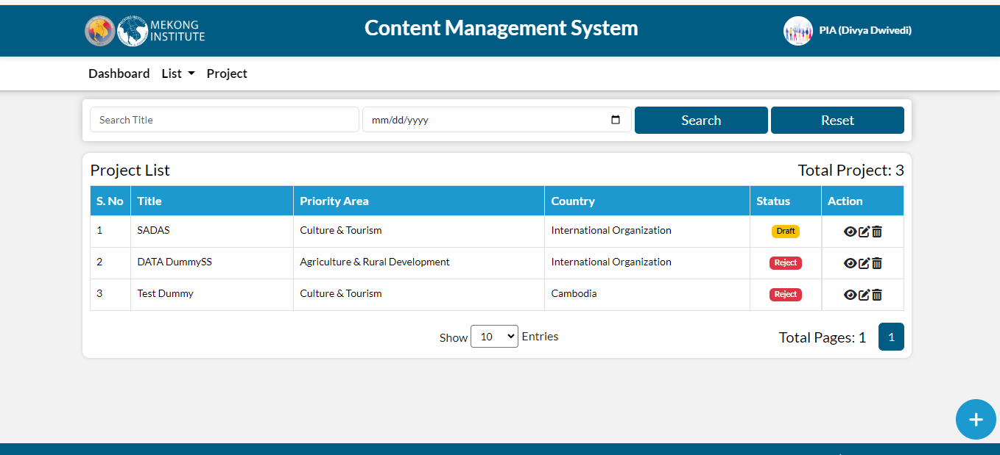 MEKONG
INSTITUTE
Content Management System
PIA (Divya Dwivedi)
Dashboard List Project
Search Title mm/dd/yyyy Search Reset
Project List Total Project: 3
S. No Title Priority Area Country Status Action
1 SADAS Culture & Tourism International Organization Draft
2 DATA DummySS Agriculture & Rural Development International Organization Reject
3 Test Dummy Culture & Tourism Cambodia Reject
Show 10 Entries Total Pages: 1 1